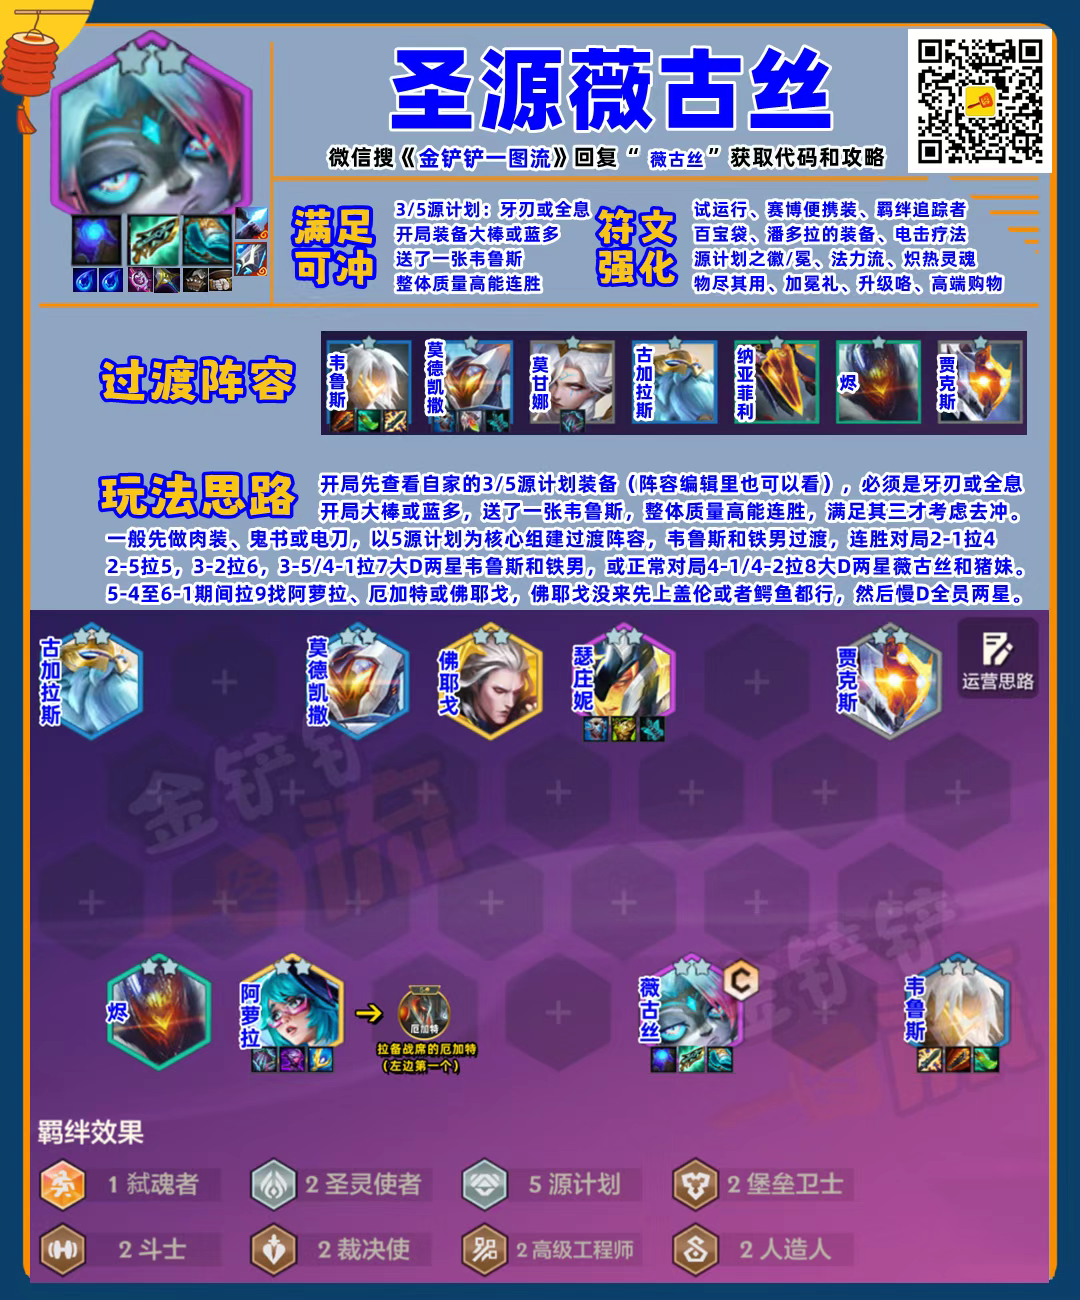 圣源薇古丝
微信搜《金铲铲一图流》回复“薇古丝”获取代码和攻略
满足
可冲
3/5源计划：牙刃或全息
开局装备大棒或蓝多
送了一张韦鲁斯
整体质量高能连胜
符文
强化
试运行、赛博便携装、羁绊追踪者
百宝袋、潘多拉的装备、电击疗法
源计划之徽/冕、法力流、炽热灵魂
物尽其用、加冕礼、升级咯、高端购物
过渡阵容
韦鲁斯
莫德凯撒
莫甘娜
古加拉斯
纳亚菲利
烬
贾克斯
玩法思路
开局先查看自家的3/5源计划装备（阵容编辑里也可以看），必须是牙刃或全息
开局大棒或蓝多，送了一张韦鲁斯，整体质量高能连胜，满足其三才考虑去冲。
一般先做肉装、鬼书或电刀，以5源计划为核心组建过渡阵容，韦鲁斯和铁男过渡，连胜对局2-1拉4
2-5拉5，3-2拉6，3-5/4-1拉7大D两星韦鲁斯和铁男，或正常对局4-1/4-2拉8大D两星薇古丝和猪妹。
5-4至6-1期间拉9找阿萝拉、厄加特或佛耶戈，佛耶戈没来先上盖伦或者鳄鱼都行，然后慢D全员两星。
古加拉斯
莫德凯撒
佛耶戈
瑟庄妮
贾克斯
运营思路
金铲铲
一图流
烬
阿萝拉
厄加特
拉备战席的厄加特
（左边第一个）
薇古丝
C
韦鲁斯
金铲铲
一图流
羁绊效果
1 弑魂者
2 圣灵使者
5 源计划
2 堡垒卫士
2 斗士
2 裁决使
2 高级工程师
2 人造人